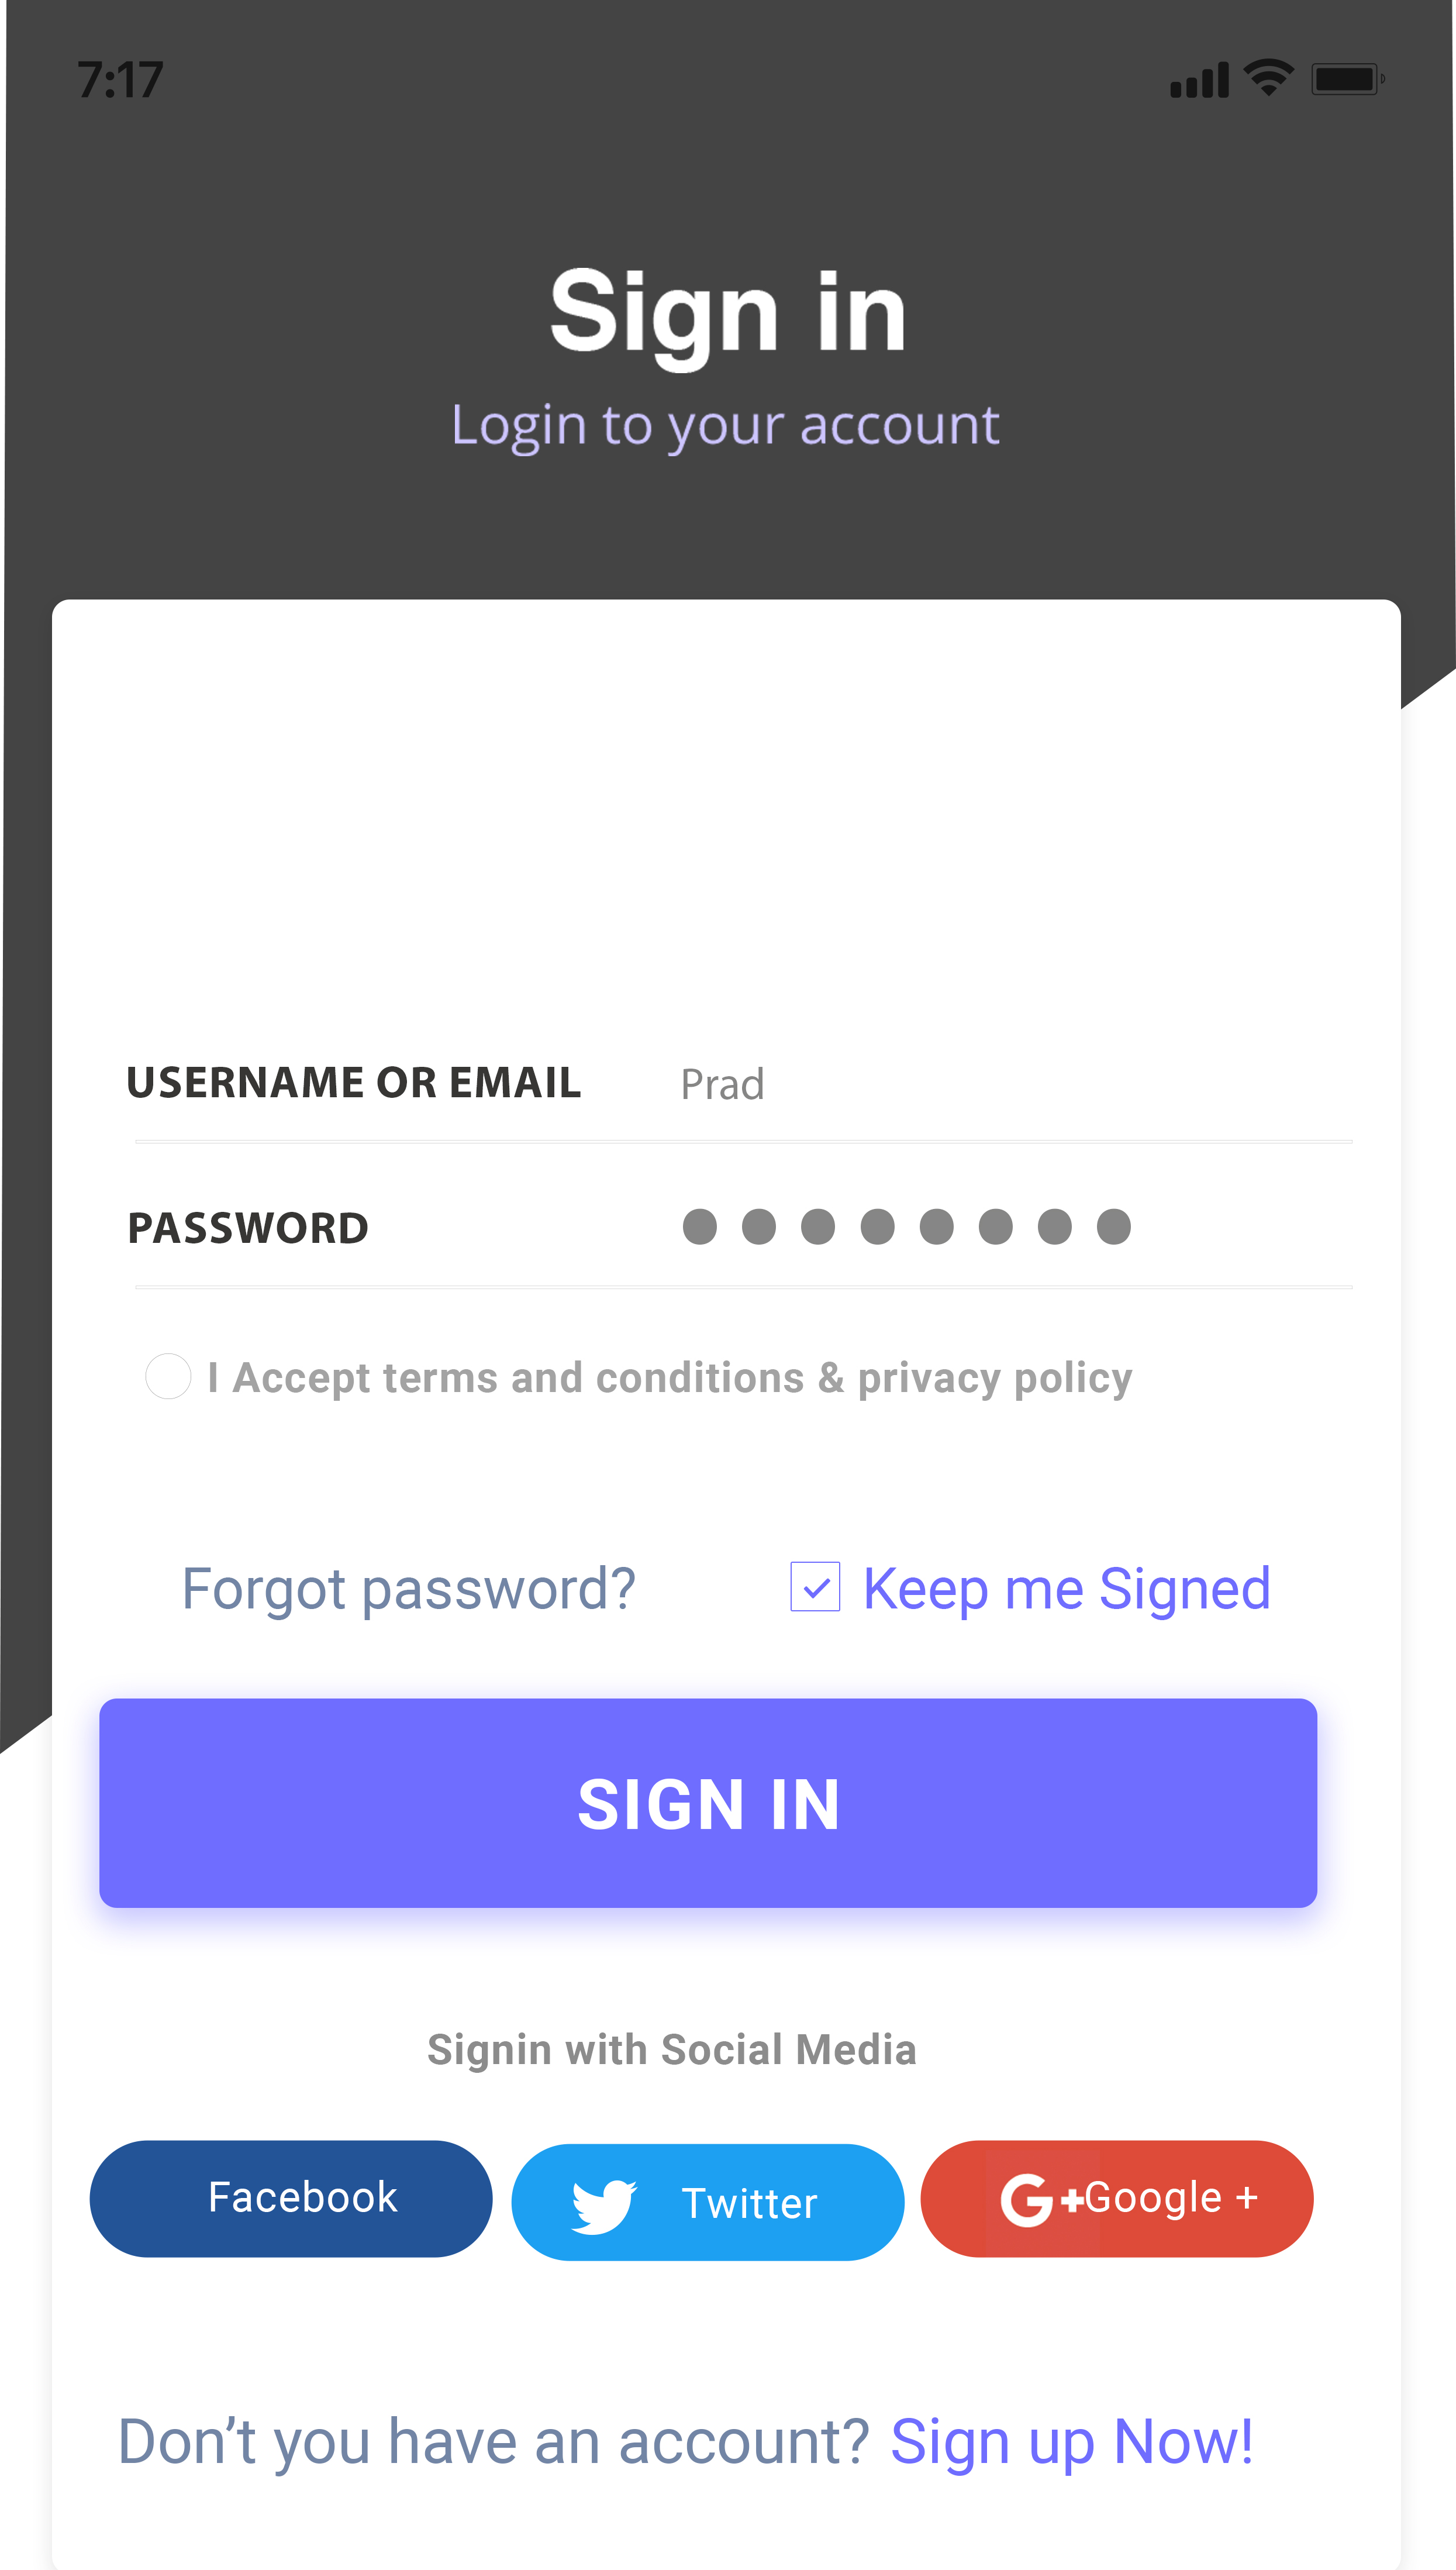 7:17
Sign in
Login to your account
USERNAME OR EMAIL Prad
PASSWORD
I Accept terms and conditions & privacy policy
Forgot password? Keep me Signed
SIGN IN
Signin with Social Media
Facebook Twitter G+ Google +
Don’t you have an account? Sign up Now!